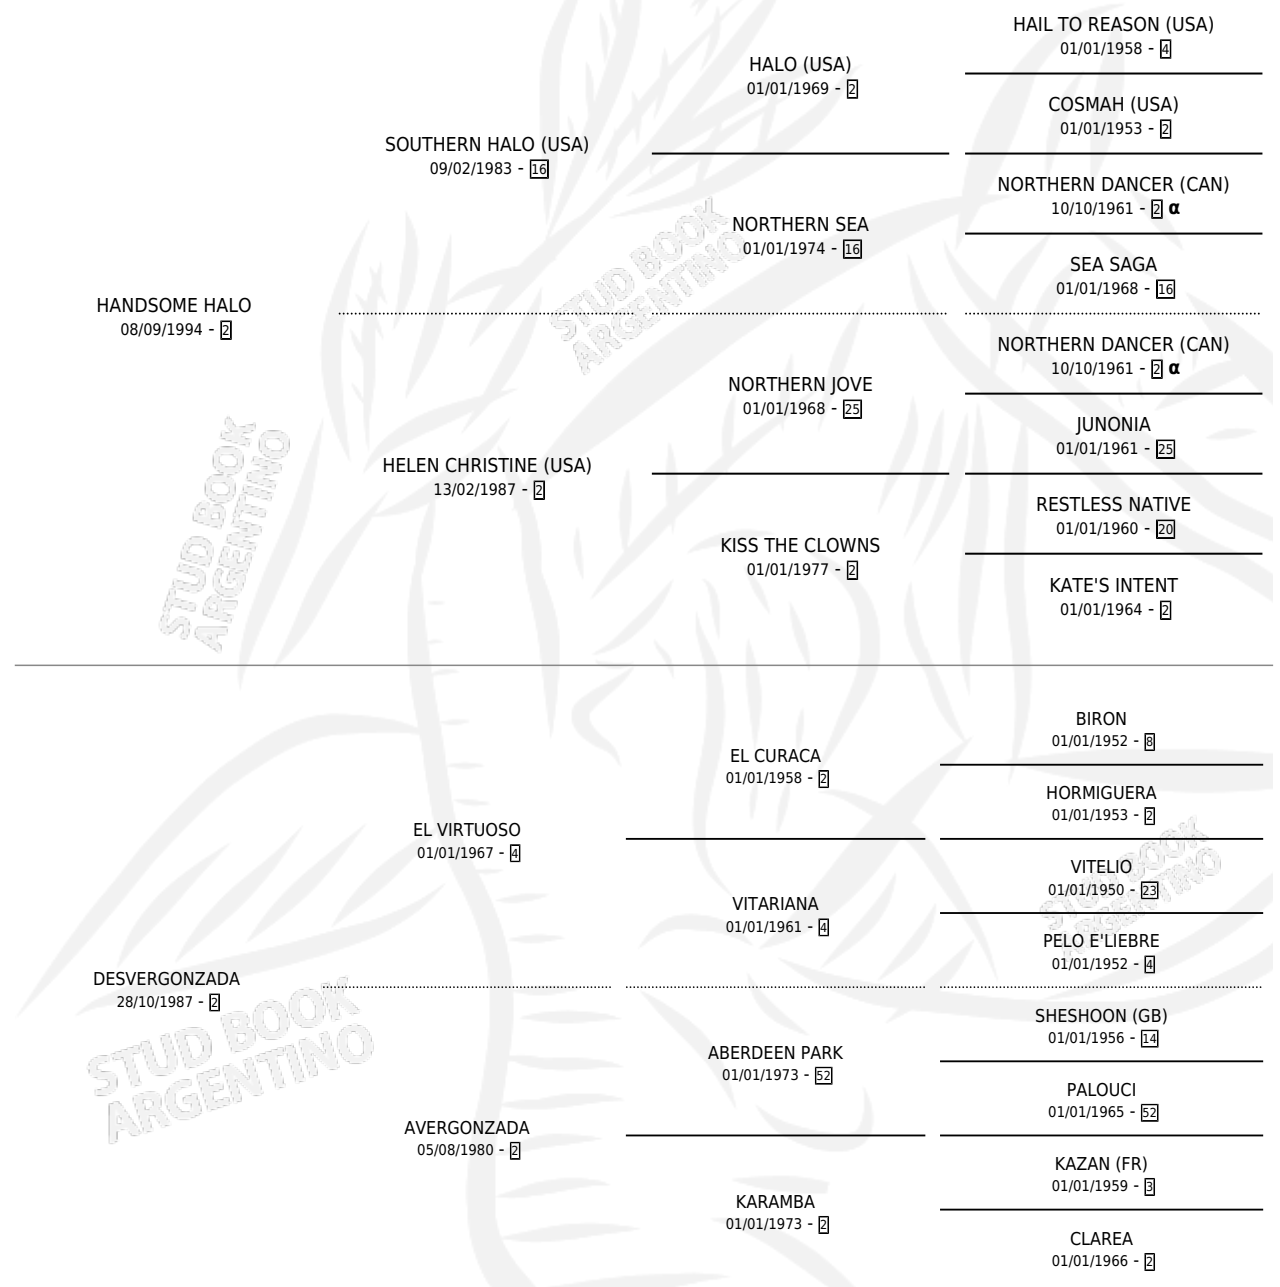 HAIL TO REASON (USA)
01/01/1958 - 4
HALO (USA)
01/01/1969 - 2
COSMAH (USA)
01/01/1953 - 2
SOUTHERN HALO (USA)
09/02/1983 - 16
NORTHERN DANCER (CAN)
10/10/1961 - 2 α
NORTHERN SEA
01/01/1974 - 16
SEA SAGA
01/01/1968 - 16
HANDSOME HALO
08/09/1994 - 2
STUD BOOK
ARGENTINO
NORTHERN DANCER (CAN)
10/10/1961 - 2 α
NORTHERN JOVE
01/01/1968 - 25
JUNONIA
01/01/1961 - 25
HELEN CHRISTINE (USA)
13/02/1987 - 2
RESTLESS NATIVE
01/01/1960 - 20
KISS THE CLOWNS
01/01/1977 - 2
KATE'S INTENT
01/01/1964 - 2
STUD BOOK
ARGENTINO
BIRON
01/01/1952 - 8
EL CURACA
01/01/1958 - 2
HORMIGUERA
01/01/1953 - 2
EL VIRTUOSO
01/01/1967 - 4
VITELIO
01/01/1950 - 23
VITARIANA
01/01/1961 - 4
PELO E'LIEBRE
01/01/1952 - 4
STUD BOOK
ARGENTINO
DESVERGONZADA
28/10/1987 - 2
STUD BOOK
ARGENTINO
SHESHOON (GB)
01/01/1956 - 14
ABERDEEN PARK
01/01/1973 - 52
PALOUCI
01/01/1965 - 52
AVERGONZADA
05/08/1980 - 2
KAZAN (FR)
01/01/1959 - 3
KARAMBA
01/01/1973 - 2
CLAREA
01/01/1966 - 2